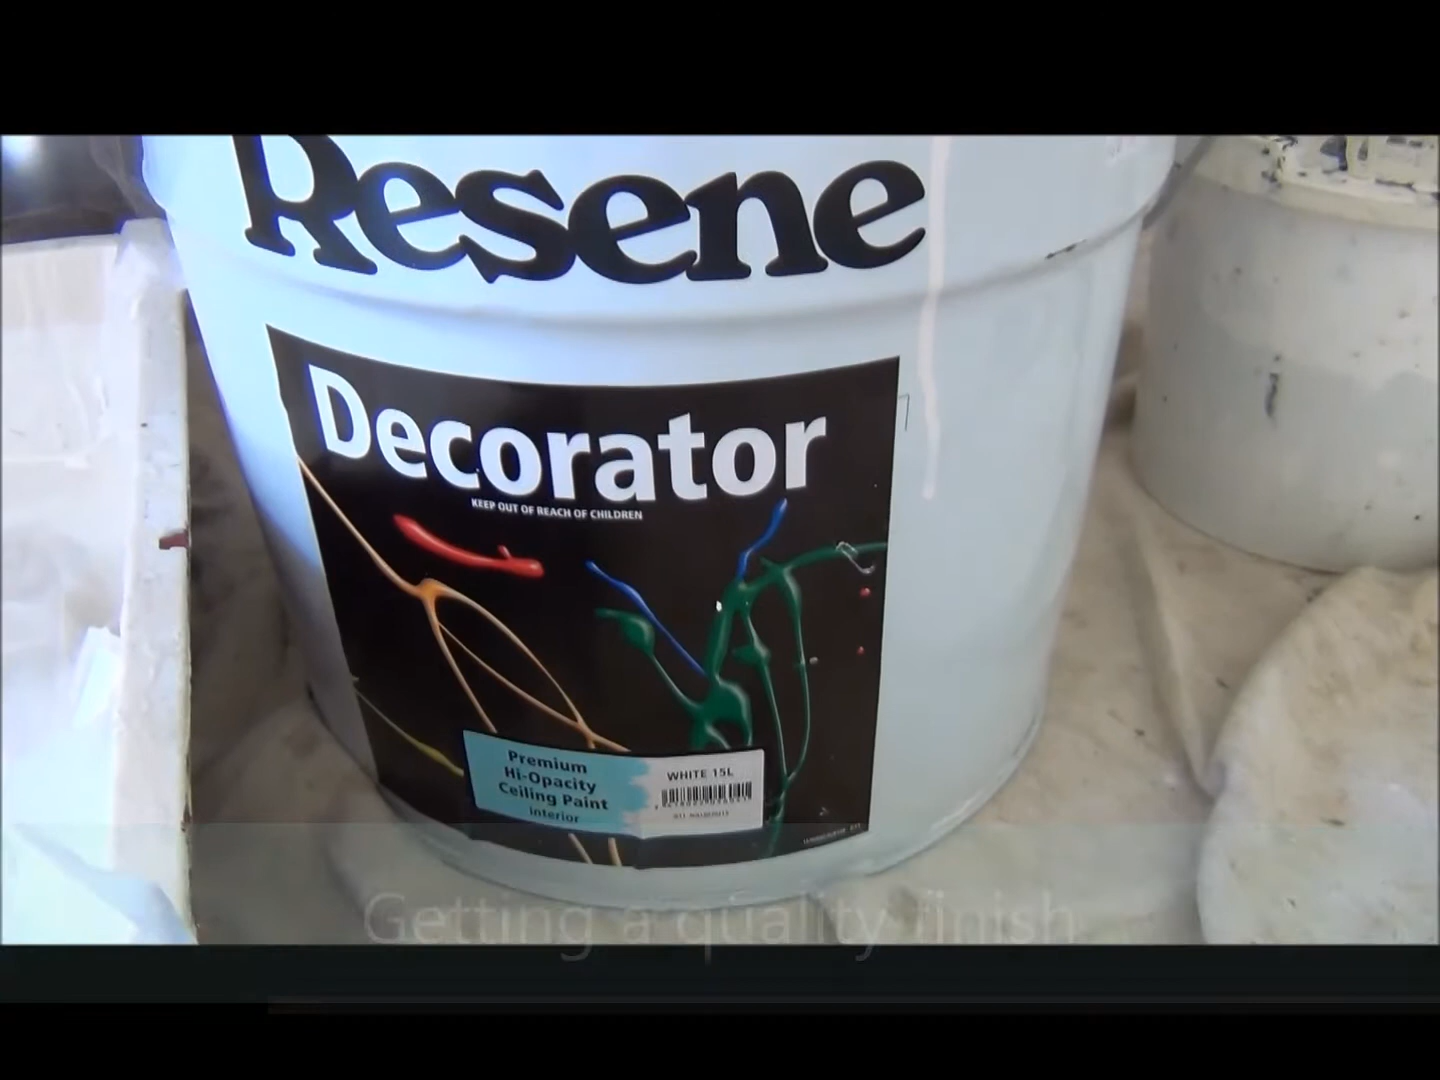 Resene
Decorator
KEEP OUT OF REACH OF CHILDREN
Premium
Hi-Opacity
Ceiling Paint
interior
WHITE 15L
Getting a quality finish